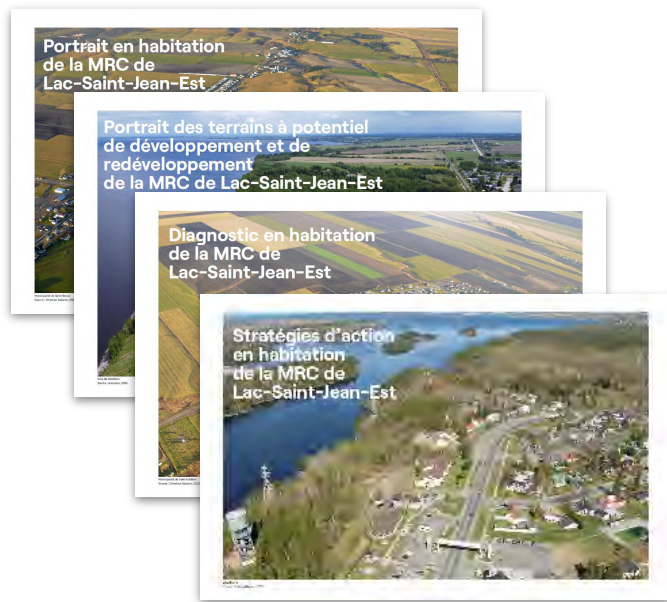 Portrait en habitation
de la MRC de
Lac-Saint-Jean-Est
Portrait des terrains à potentiel
de développement et de
redéveloppement
de la MRC de Lac-Saint-Jean-Est
Diagnostic en habitation
de la MRC de
Lac-Saint-Jean-Est
Stratégies d'action
en habitation
de la MRC de
Lac-Saint-Jean-Est